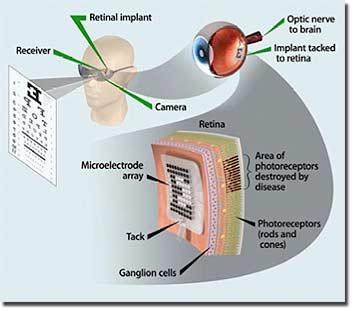 Retinal implant
Receiver
Camera
Optic nerve
to brain
Implant tacked
to retina
Retina
Microelectrode
array
Area of
photoreceptors
destroyed by
disease
Tack
Photoreceptors
(rods and
cones)
Ganglion cells